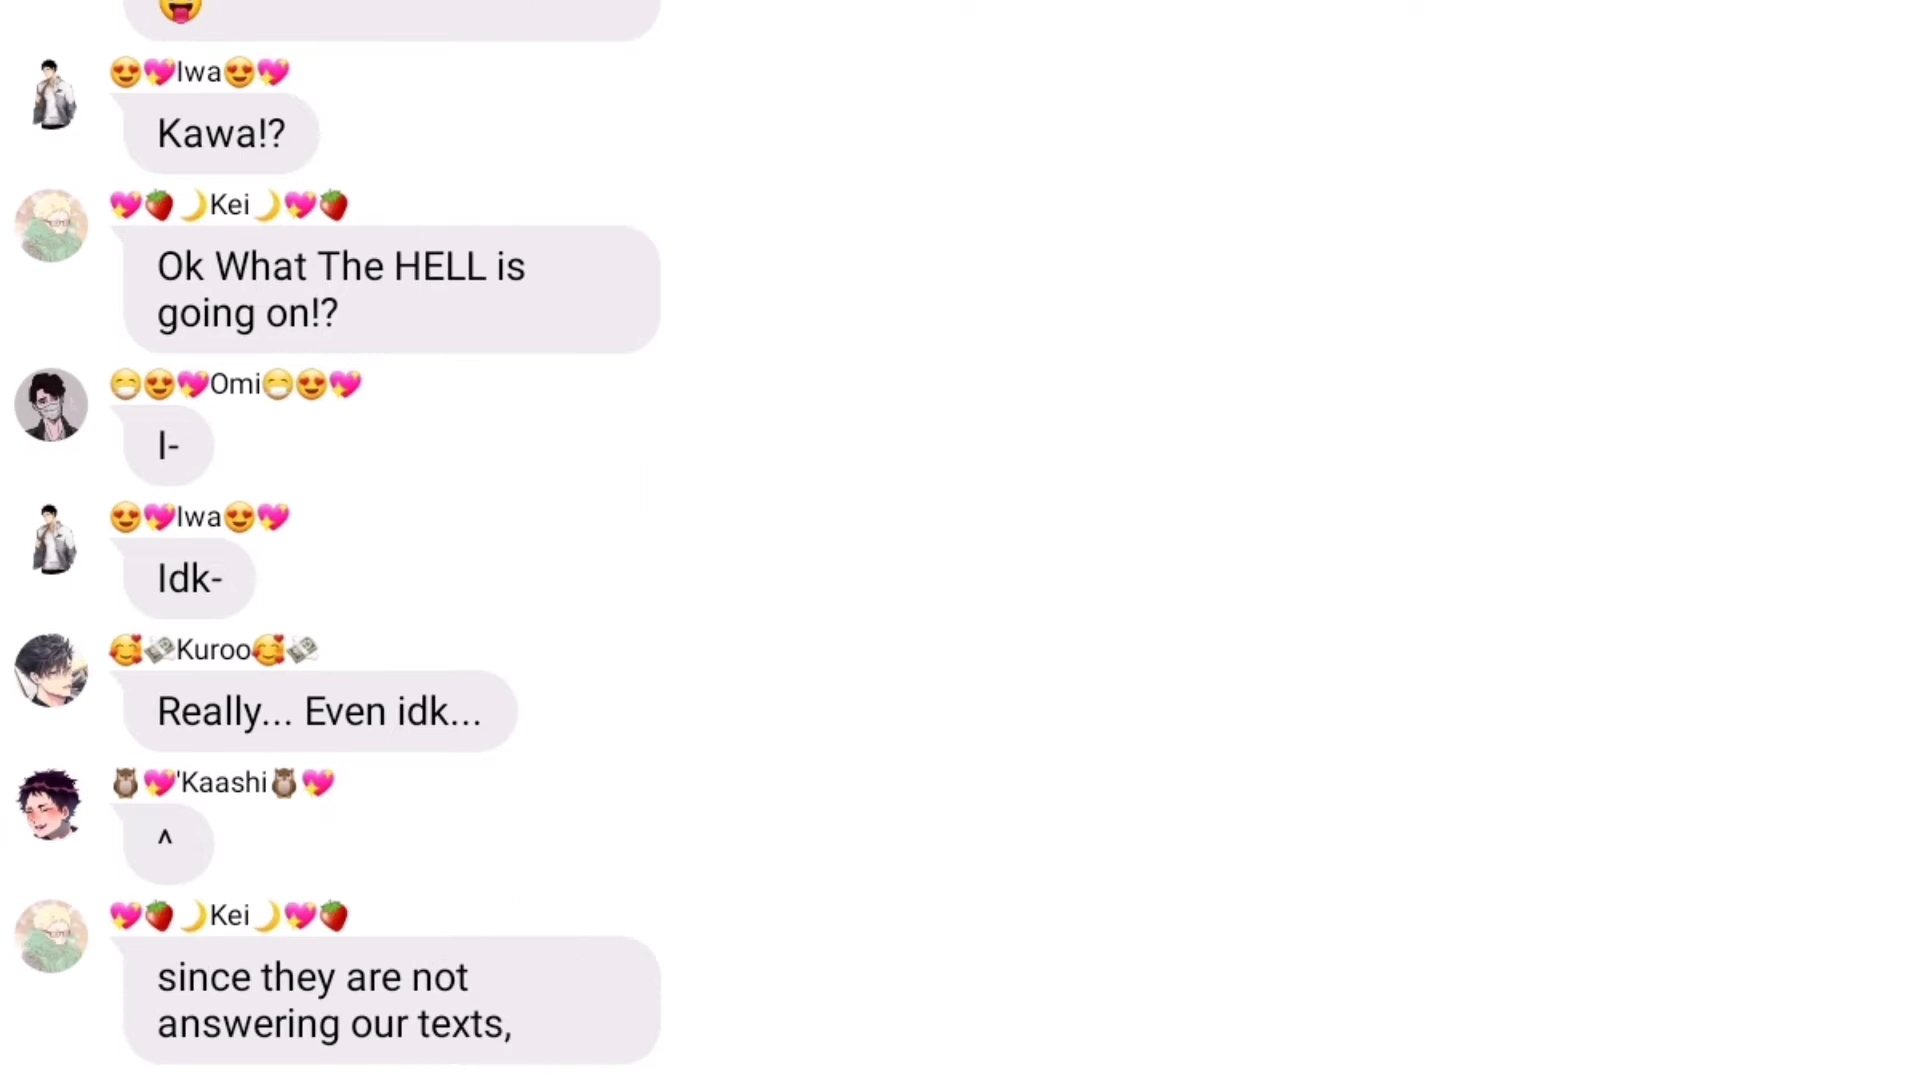 😍💖Iwa😍💖
Kawa!?
💖🍓🌙Kei🌙💖🍓
Ok What The HELL is
going on!?
😷😍💖Omi😷😍💖
I-
😍💖Iwa😍💖
Idk-
🥰💸Kuroo🥰💸
Really... Even idk...
🦉💖'Kaashi🦉💖
^
💖🍓🌙Kei🌙💖🍓
since they are not
answering our texts,